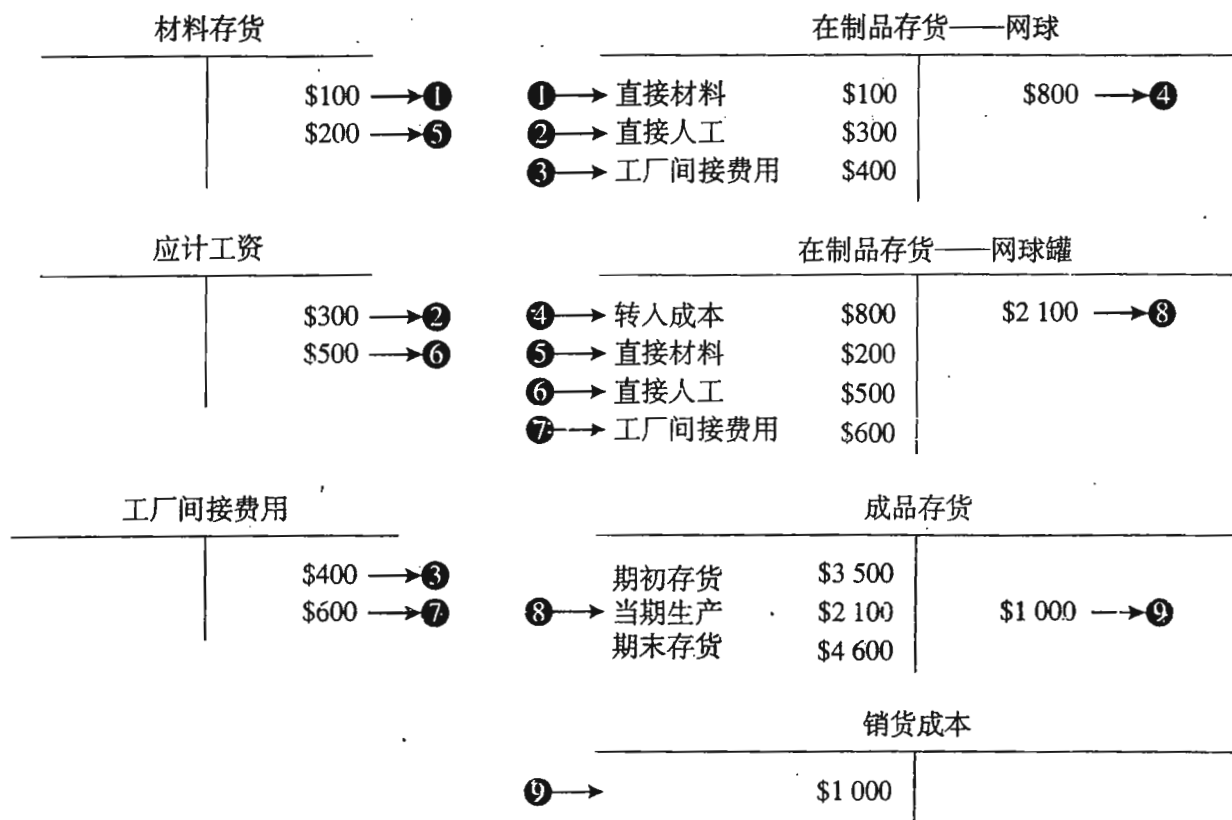 材料存货
$100 ❶
$200 ❺
在制品存货——网球
❶ 直接材料 $100 $800 ❹
❷ 直接人工 $300
❸ 工厂间接费用 $400
应计工资
$300 ❷
$500 ❻
在制品存货——网球罐
❹ 转入成本 $800 $2 100 ❽
❺ 直接材料 $200
❻ 直接人工 $500
❼ 工厂间接费用 $600
工厂间接费用
$400 ❸
$600 ❼
成品存货
期初存货 $3 500
❽ 当期生产 $2 100 $1 000 ❾
期末存货 $4 600
销货成本
❾ $1 000